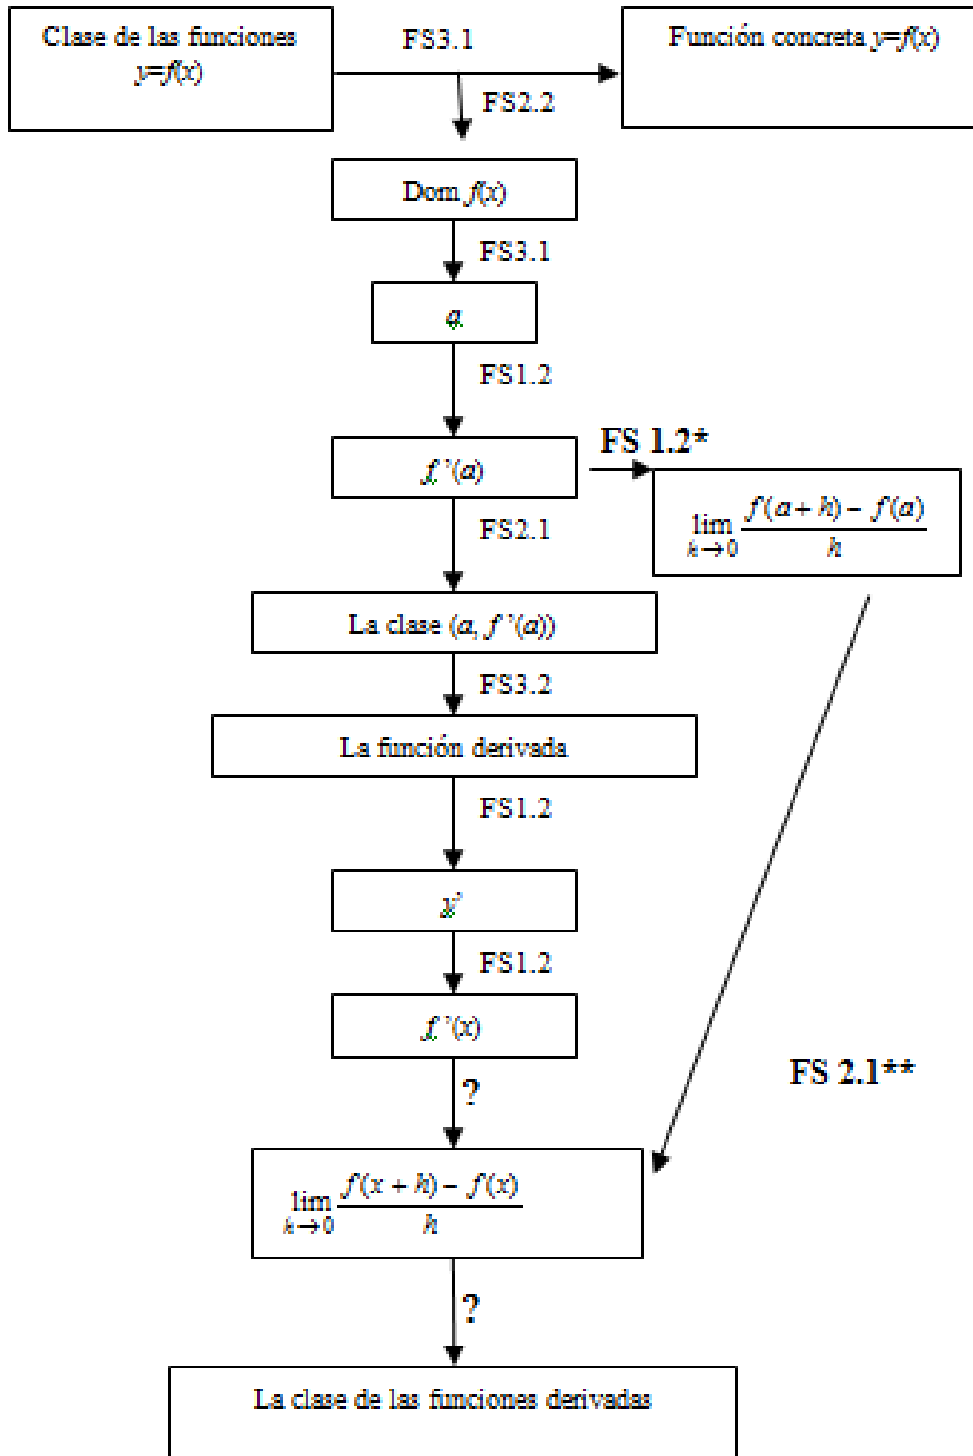 Clase de las funciones
y=f(x)
FS3.1
Función concreta y=f(x)
FS2.2
Dom f(x)
FS3.1
a
FS1.2
f ’(a)
FS 1.2*
lim h→0 f(a + h) − f(a) / h
FS2.1
La clase (a, f ’(a))
FS3.2
La función derivada
FS1.2
y’
FS1.2
f ’(x)
FS 2.1**
?
lim h→0 f(x + h) − f(x) / h
?
La clase de las funciones derivadas